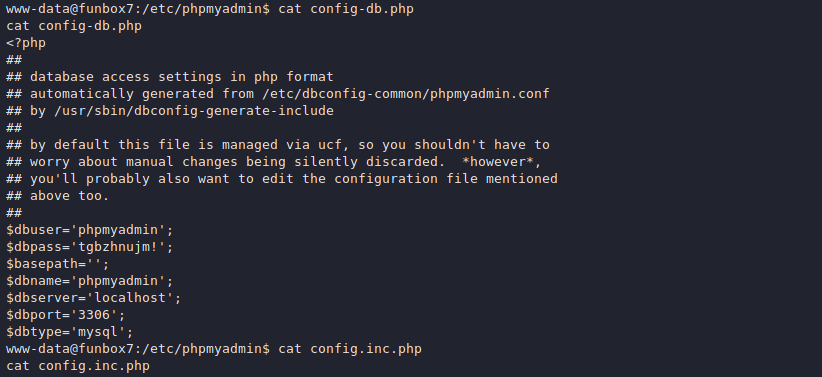 www-data@funbox7:/etc/phpmyadmin$ cat config-db.php
cat config-db.php
<?php
##
## database access settings in php format
## automatically generated from /etc/dbconfig-common/phpmyadmin.conf
## by /usr/sbin/dbconfig-generate-include
##
## by default this file is managed via ucf, so you shouldn't have to
## worry about manual changes being silently discarded.  *however*,
## you'll probably also want to edit the configuration file mentioned
## above too.
##
$dbuser='phpmyadmin';
$dbpass='tgbzhnujm!';
$basepath='';
$dbname='phpmyadmin';
$dbserver='localhost';
$dbport='3306';
$dbtype='mysql';
www-data@funbox7:/etc/phpmyadmin$ cat config.inc.php
cat config.inc.php